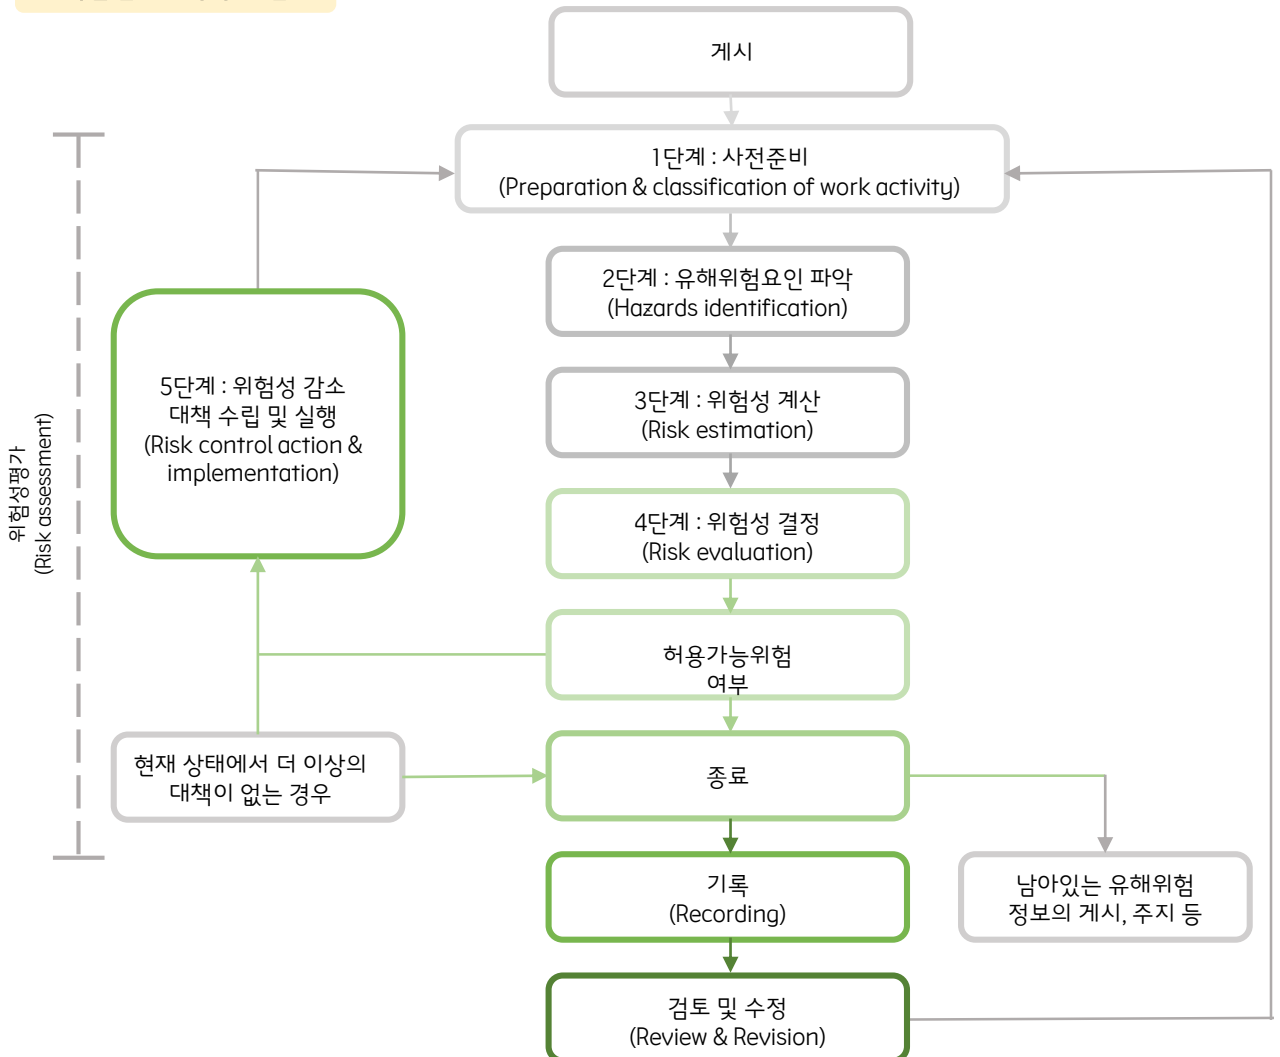 게시
1단계 : 사전준비
(Preparation & classification of work activity)
2단계 : 유해위험요인 파악
(Hazards identification)
5단계 : 위험성 감소
대책 수립 및 실행
(Risk control action &
implementation)
3단계 : 위험성 계산
(Risk estimation)
위험성평가
(Risk assessment)
4단계 : 위험성 결정
(Risk evaluation)
허용가능위험
여부
현재 상태에서 더 이상의
대책이 없는 경우
종료
기록
(Recording)
남아있는 유해위험
정보의 게시, 주지 등
검토 및 수정
(Review & Revision)